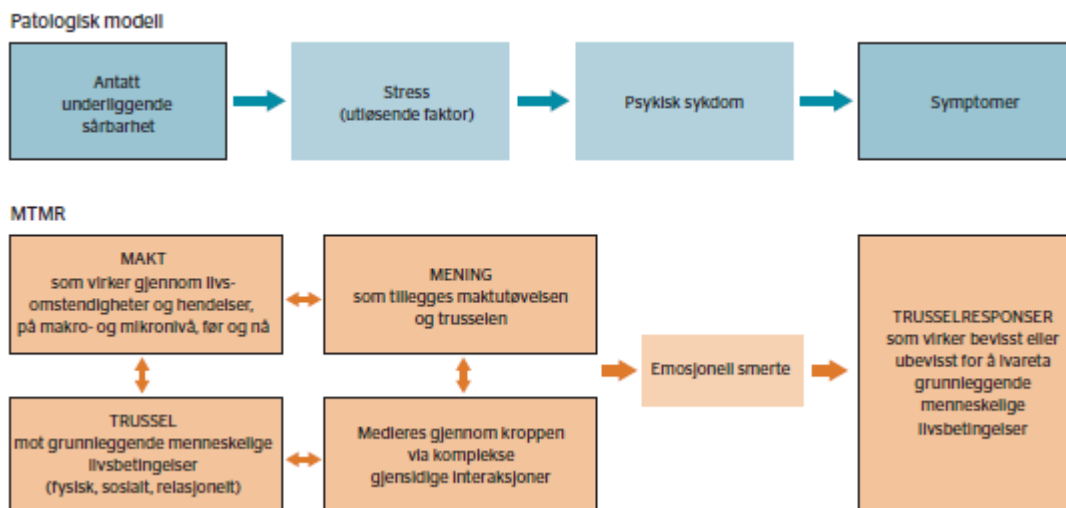 Patologisk modell
Antatt
underliggende
sårbarhet
Stress
(utløsende faktor)
Psykisk sykdom
Symptomer
MTMR
MAKT
som virker gjennom livs-
omstendigheter og hendelser,
på makro- og mikronivå, før og nå
MENING
som tillegges maktutøvelsen
og trusselen
TRUSSEL
mot grunnleggende menneskelige
livsbetingelser
(fysisk, sosialt, relasjonelt)
Medieres gjennom kroppen
via komplekse
gjensidige interaksjoner
Emosjonell smerte
TRUSSELRESPONSER
som virker bevisst eller
ubevisst for å ivareta
grunnleggende
menneskelige
livsbetingelser